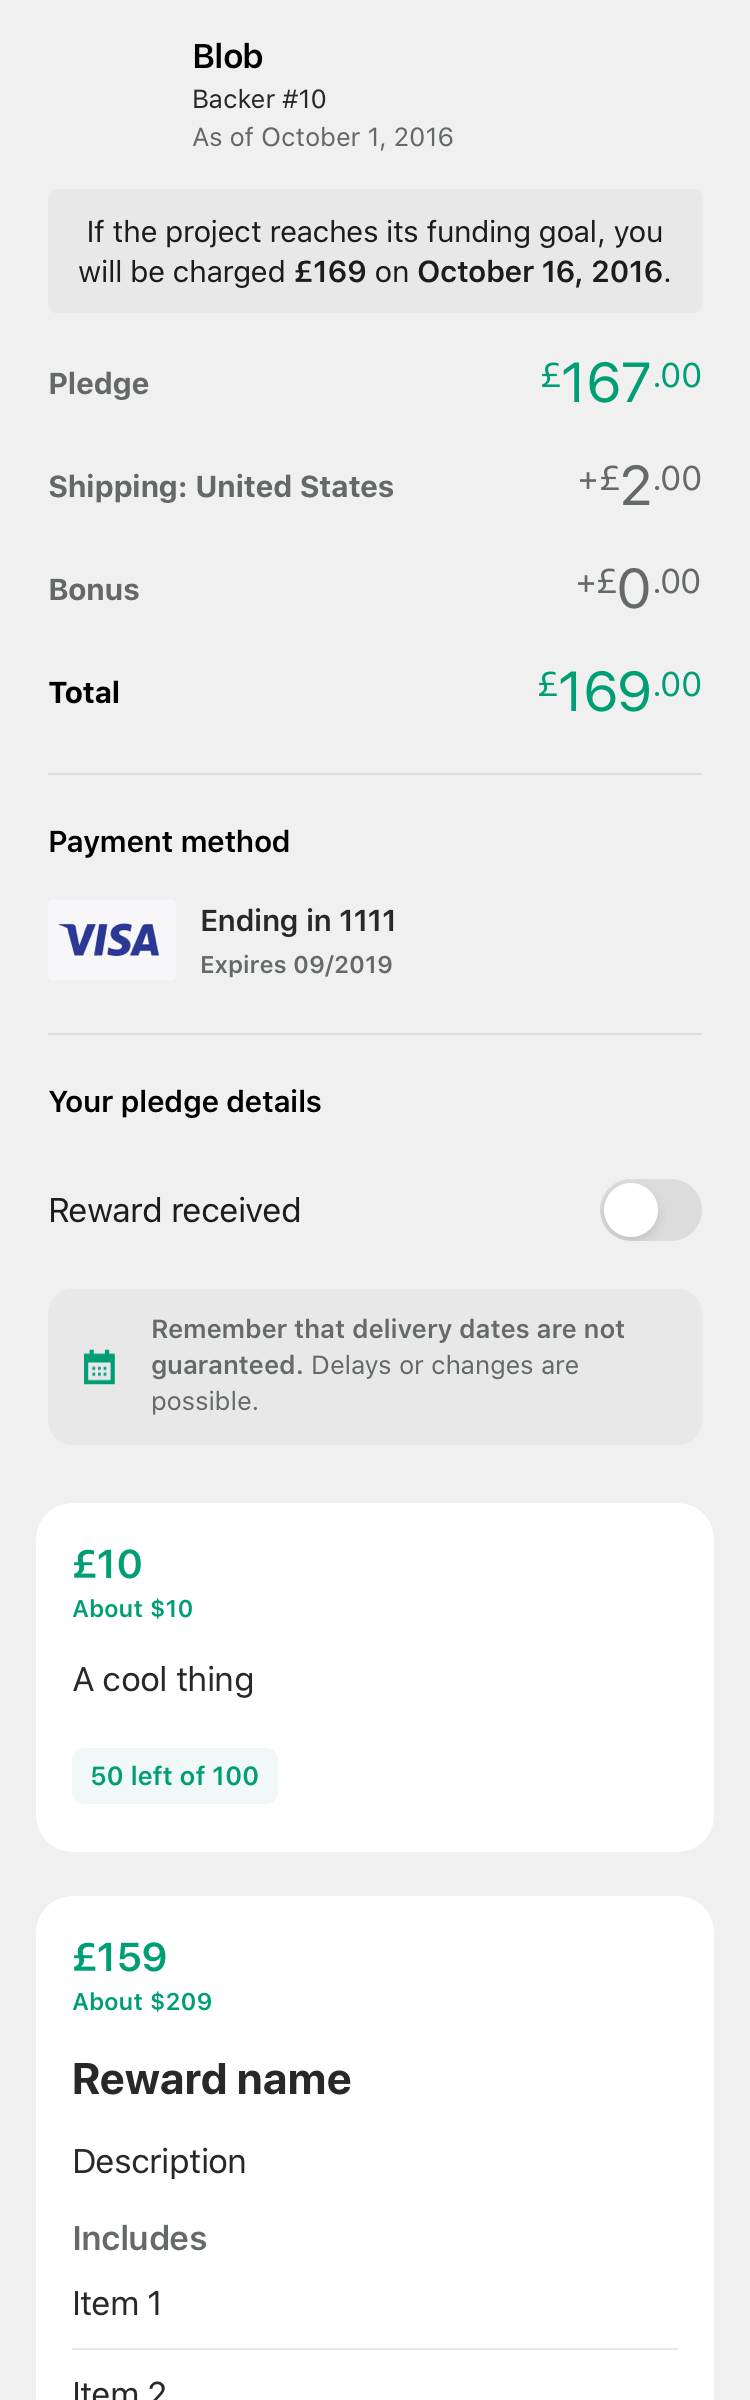 Blob
Backer #10
As of October 1, 2016
If the project reaches its funding goal, you
will be charged £169 on October 16, 2016.
Pledge £167.00
Shipping: United States +£2.00
Bonus +£0.00
Total £169.00
Payment method
VISA
Ending in 1111
Expires 09/2019
Your pledge details
Reward received
Remember that delivery dates are not
guaranteed. Delays or changes are
possible.
£10
About $10
A cool thing
50 left of 100
£159
About $209
Reward name
Description
Includes
Item 1
Item 2